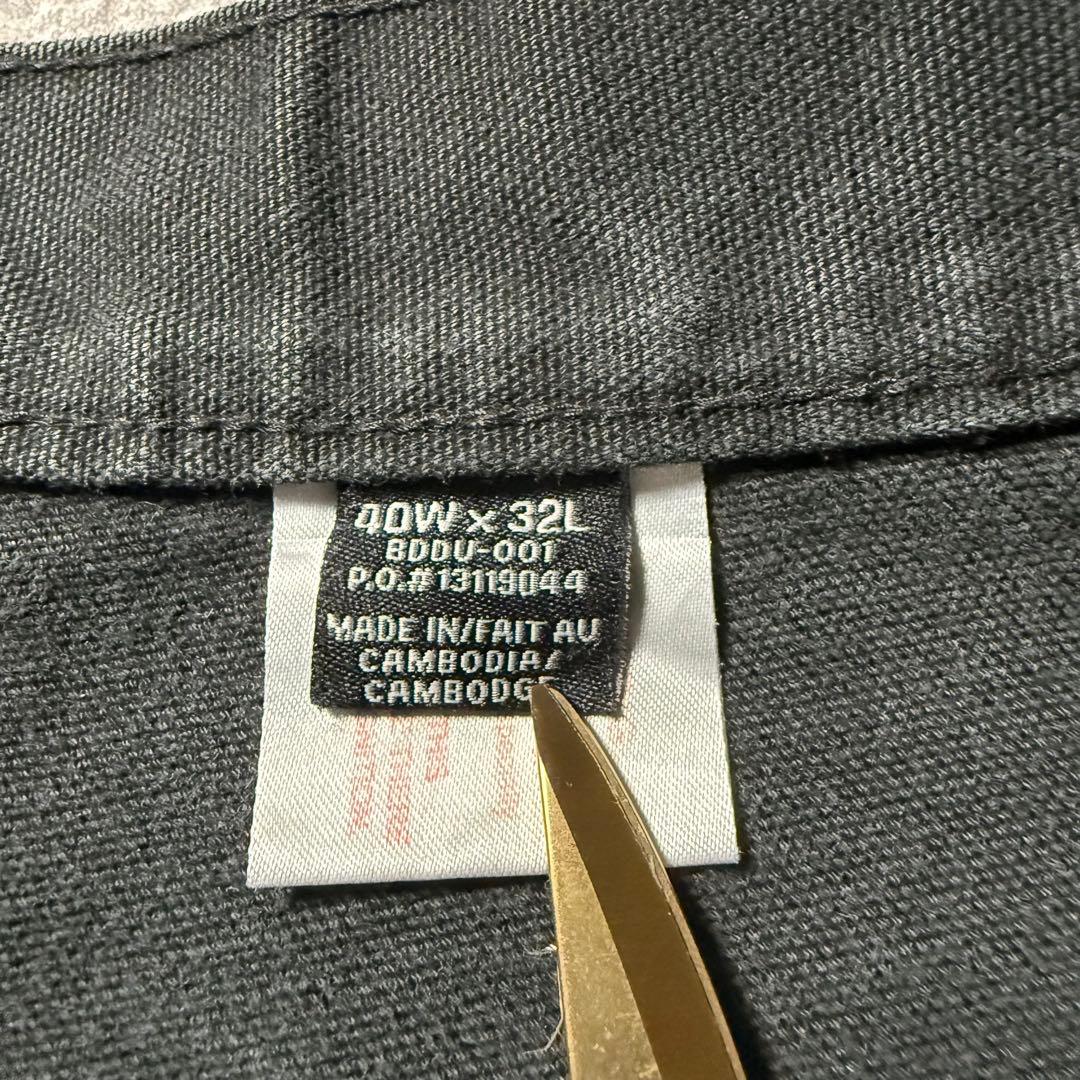 40W x 32L
BDDU-001
P.O.#13119044
MADE IN/FAIT AU
CAMBODIA/
CAMBODGE